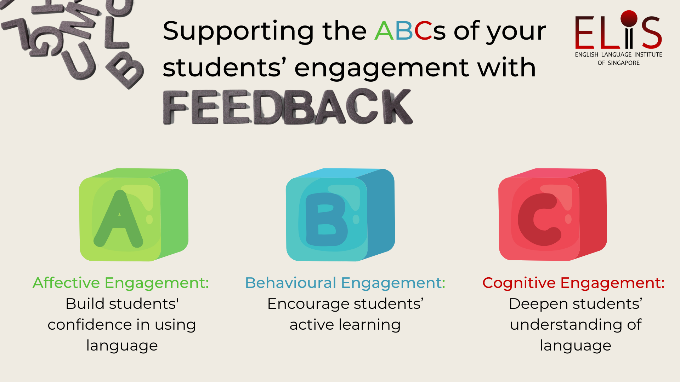 Supporting the ABCs of your
students' engagement with
FEEDBACK
ELiS
ENGLISH LANGUAGE INSTITUTE
OF SINGAPORE
A
B
C
Affective Engagement:
Build students'
confidence in using
language
Behavioural Engagement:
Encourage students'
active learning
Cognitive Engagement:
Deepen students'
understanding of
language